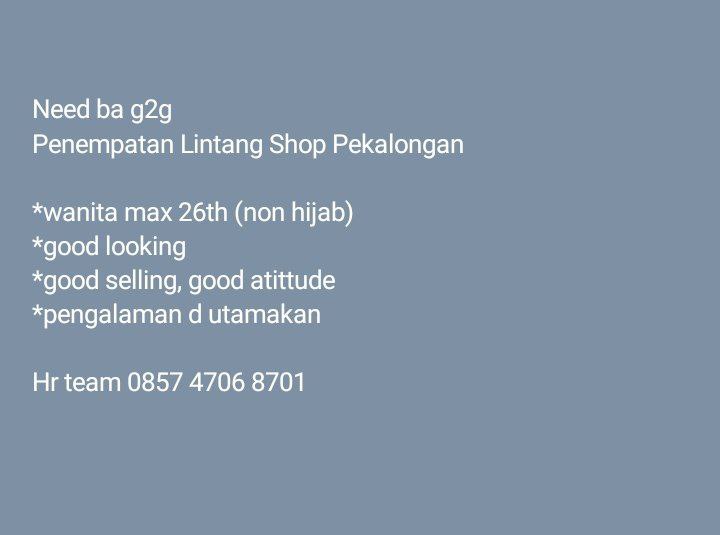 Need ba g2g
Penempatan Lintang Shop Pekalongan
*wanita max 26th (non hijab)
*good looking
*good selling, good atittude
*pengalaman d utamakan
Hr team 0857 4706 8701